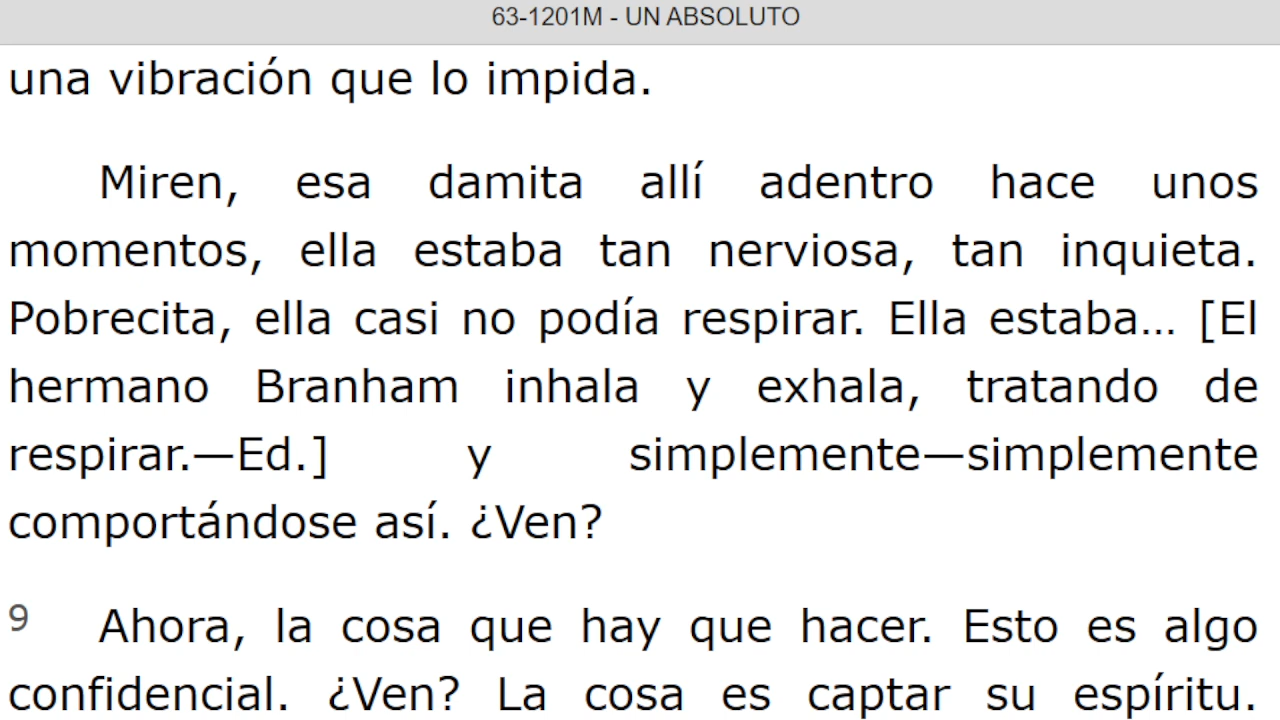 63-1201M - UN ABSOLUTO
una vibración que lo impida.
Miren, esa damita allí adentro hace unos
momentos, ella estaba tan nerviosa, tan inquieta.
Pobrecita, ella casi no podía respirar. Ella estaba... [El
hermano Branham inhala y exhala, tratando de
respirar.—Ed.] y simplemente—simplemente
comportándose así. ¿Ven?
9 Ahora, la cosa que hay que hacer. Esto es algo
confidencial. ¿Ven? La cosa es captar su espíritu.